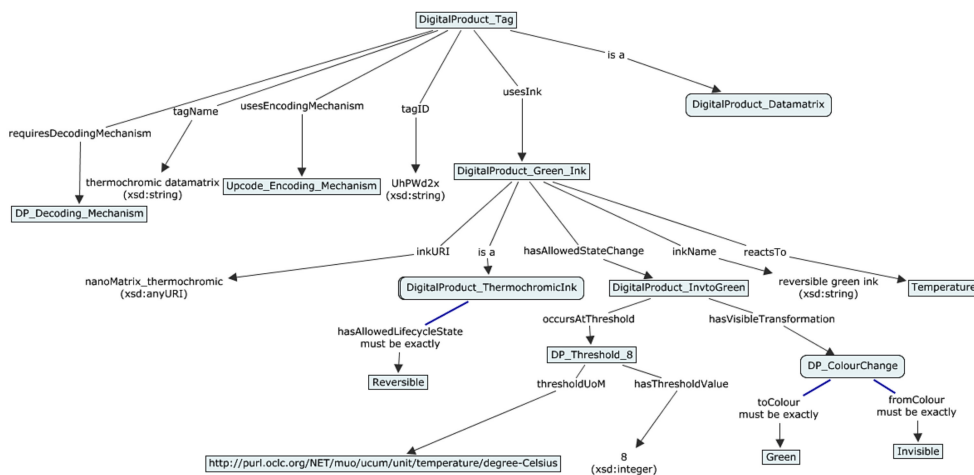 DigitalProduct_Tag
is a
usesInk
DigitalProduct_Datamatrix
usesEncodingMechanism
tagID
tagName
requiresDecodingMechanism
DigitalProduct_Green_Ink
thermochromic datamatrix
(xsd:string)
Upcode_Encoding_Mechanism
UhPWd2x
(xsd:string)
DP_Decoding_Mechanism
inkURI
is a
hasAllowedStateChange
inkName
reactsTo
nanoMatrix_thermochromic
(xsd:anyURI)
DigitalProduct_ThermochromicInk
DigitalProduct_InvtoGreen
reversible green ink
(xsd:string)
Temperature
hasAllowedLifecycleState
must be exactly
occursAtThreshold
hasVisibleTransformation
DP_Threshold_8
DP_ColourChange
Reversible
thresholdUoM
hasThresholdValue
toColour
must be exactly
fromColour
must be exactly
http://purl.oclc.org/NET/muo/ucum/unit/temperature/degree-Celsius
8
(xsd:integer)
Green
Invisible